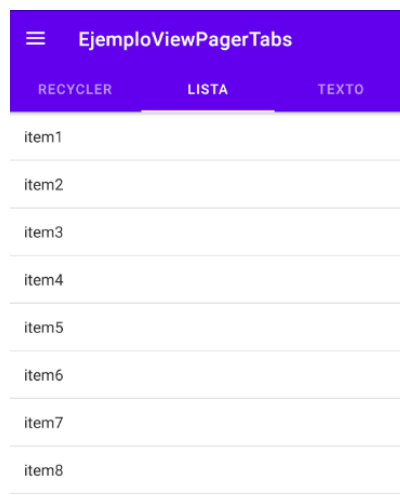 EjemploViewPagerTabs
RECYCLER LISTA TEXTO
item1
item2
item3
item4
item5
item6
item7
item8